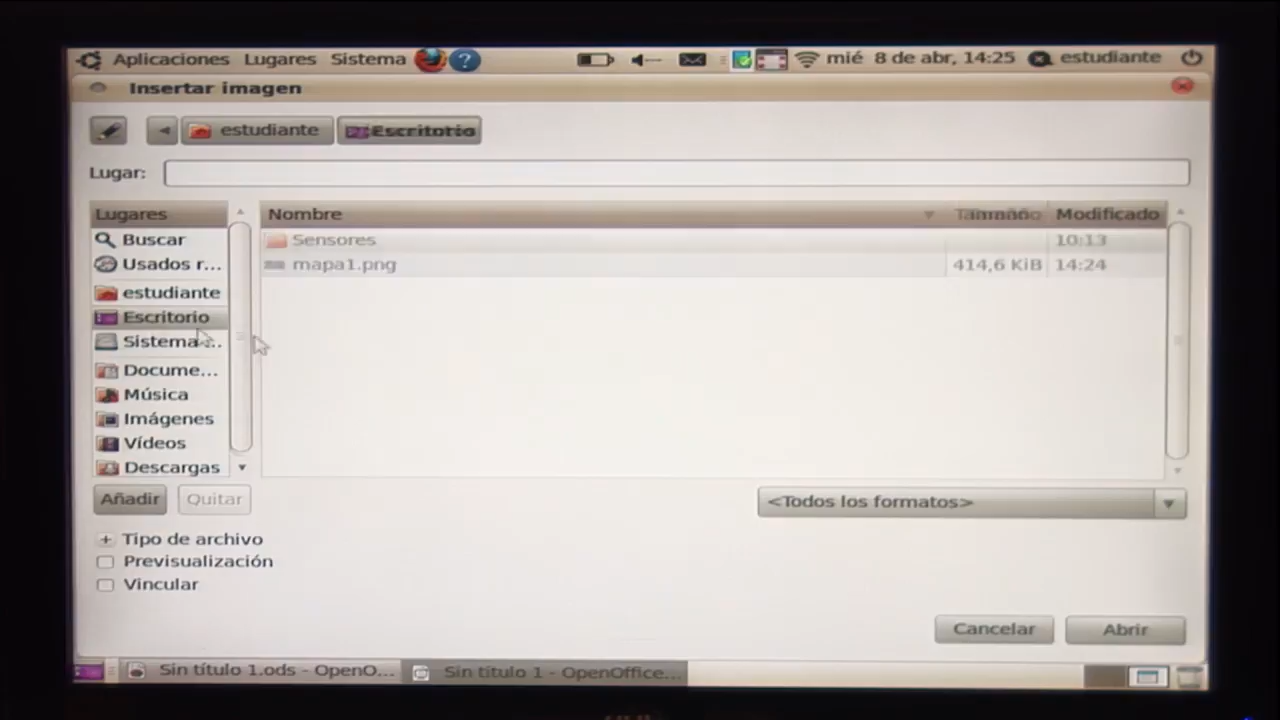 Aplicaciones Lugares Sistema mié 8 de abr, 14:25 estudiante
Insertar imagen
estudiante Escritorio
Lugar:
Lugares Nombre Tamaño Modificado
Buscar Sensores 10:13
Usados r... mapa1.png 414,6 KiB 14:24
estudiante
Escritorio
Sistema ...
Docume...
Música
Imágenes
Vídeos
Descargas
Añadir Quitar <Todos los formatos>
Tipo de archivo
Previsualización
Vincular
Cancelar Abrir
Sin título 1.ods - OpenO... Sin título 1 - OpenOffice...